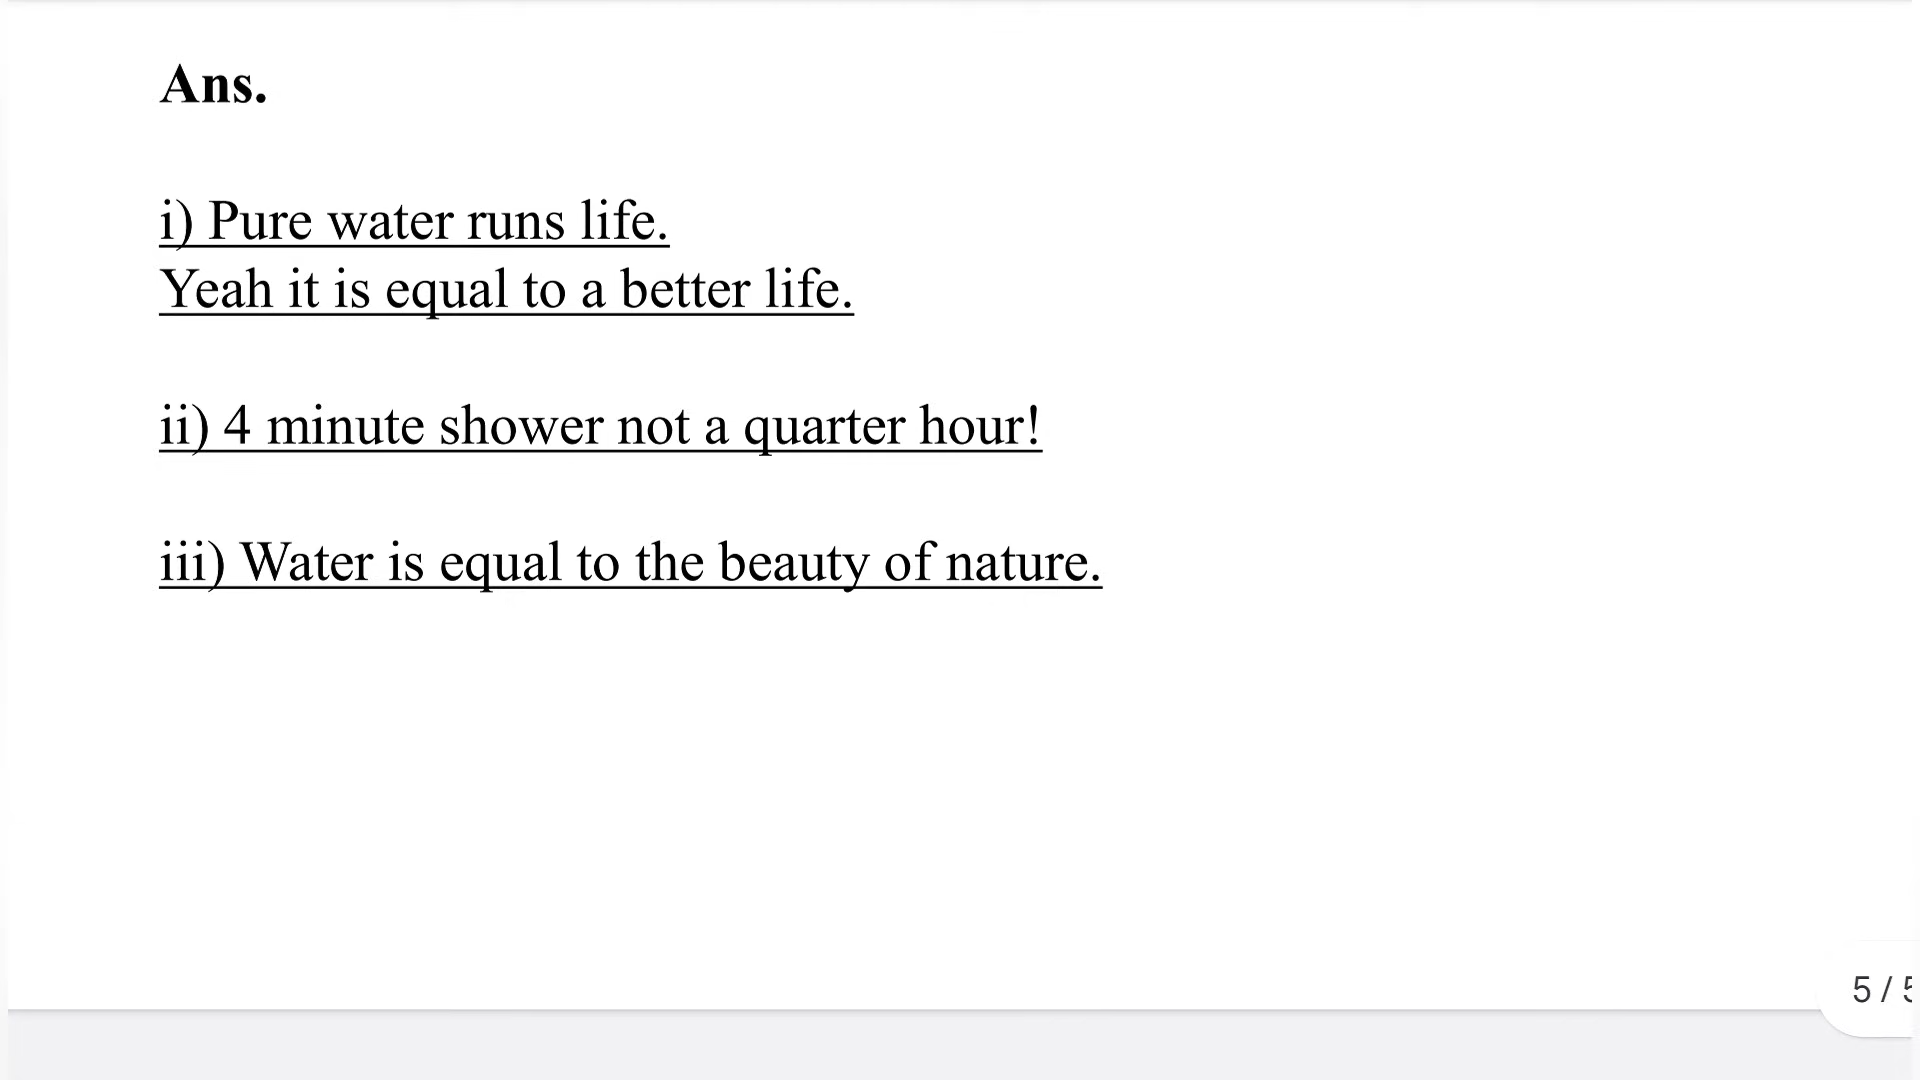 Ans.
i) Pure water runs life.
Yeah it is equal to a better life.
ii) 4 minute shower not a quarter hour!
iii) Water is equal to the beauty of nature.
5 / 5